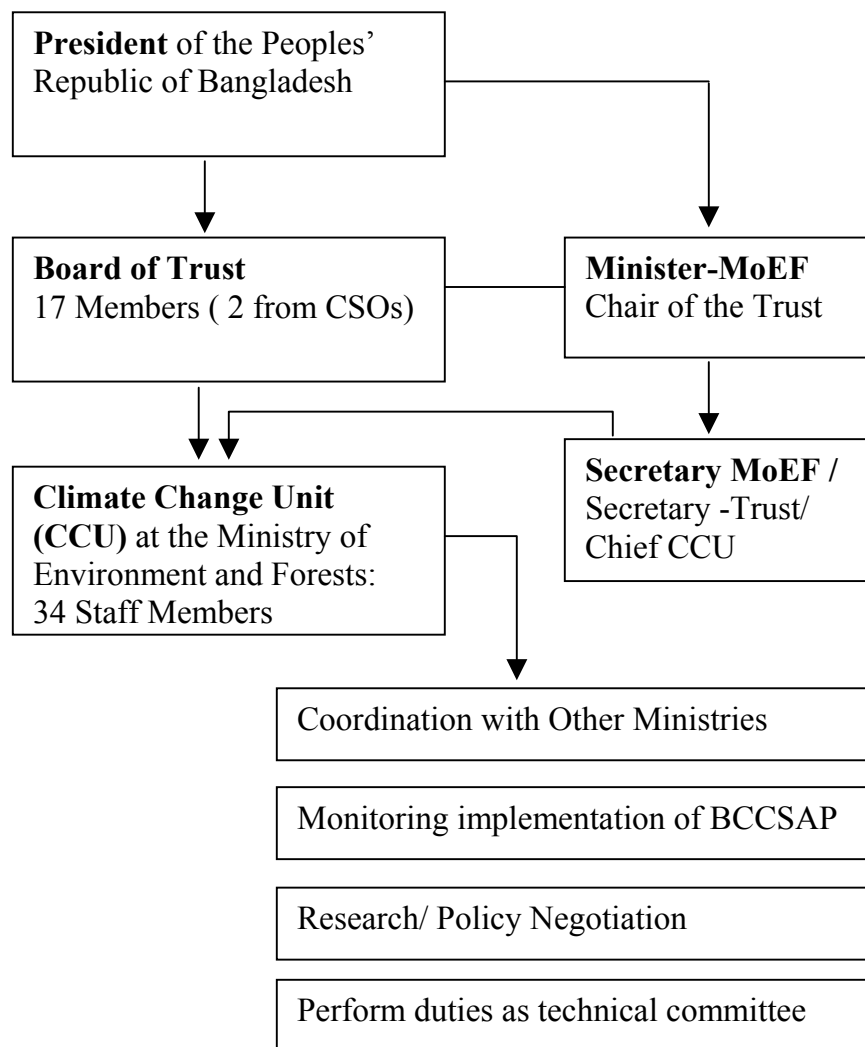 President of the Peoples’
Republic of Bangladesh
Board of Trust
17 Members ( 2 from CSOs)
Minister-MoEF
Chair of the Trust
Climate Change Unit
(CCU) at the Ministry of
Environment and Forests:
34 Staff Members
Secretary MoEF /
Secretary -Trust/
Chief CCU
Coordination with Other Ministries
Monitoring implementation of BCCSAP
Research/ Policy Negotiation
Perform duties as technical committee